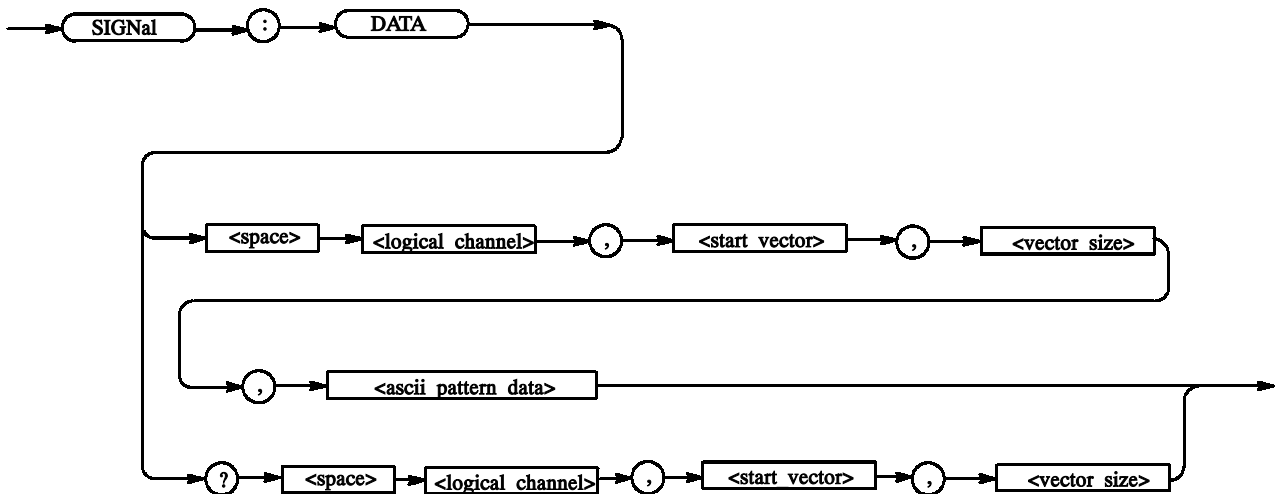 SIGNal : DATA
<space> <logical channel> , <start vector> , <vector size>
, <ascii pattern data>
? <space> <logical channel> , <start vector> , <vector size>